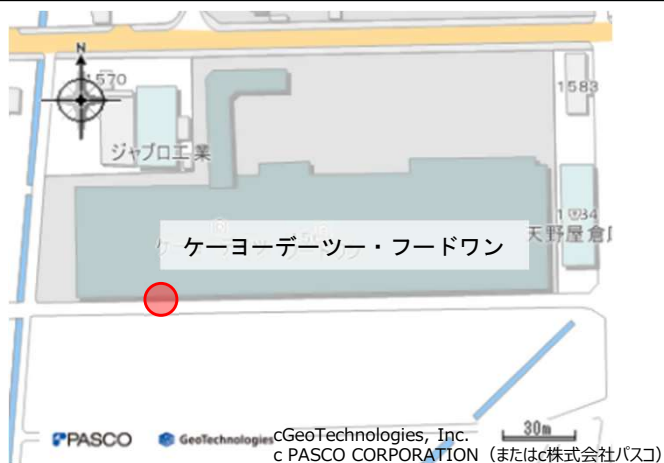 N
1570
1583
ジャブロ工業
1034
天野屋倉庫
ケーヨーデーツー・フードワン
30m
PASCO
GeoTechnologies
cGeoTechnologies, Inc.
c PASCO CORPORATION（またはc株式会社パスコ）